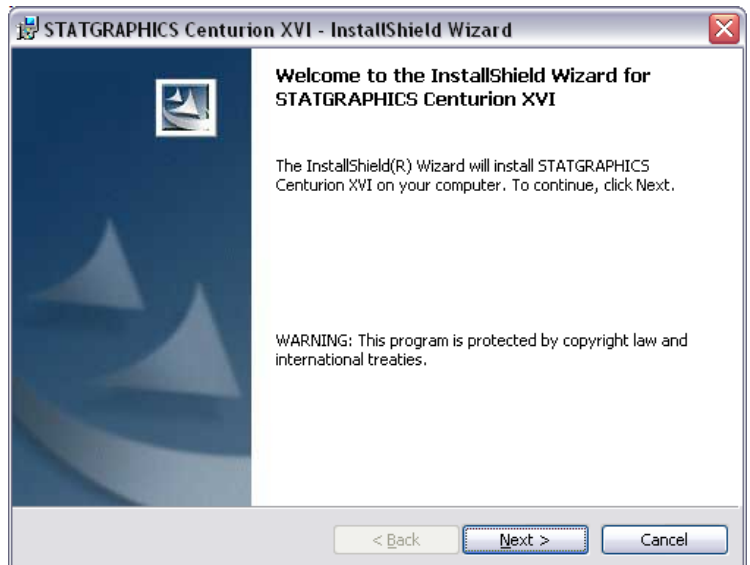 STATGRAPHICS Centurion XVI - InstallShield Wizard
Welcome to the InstallShield Wizard for
STATGRAPHICS Centurion XVI
The InstallShield(R) Wizard will install STATGRAPHICS
Centurion XVI on your computer. To continue, click Next.
WARNING: This program is protected by copyright law and
international treaties.
< Back Next > Cancel